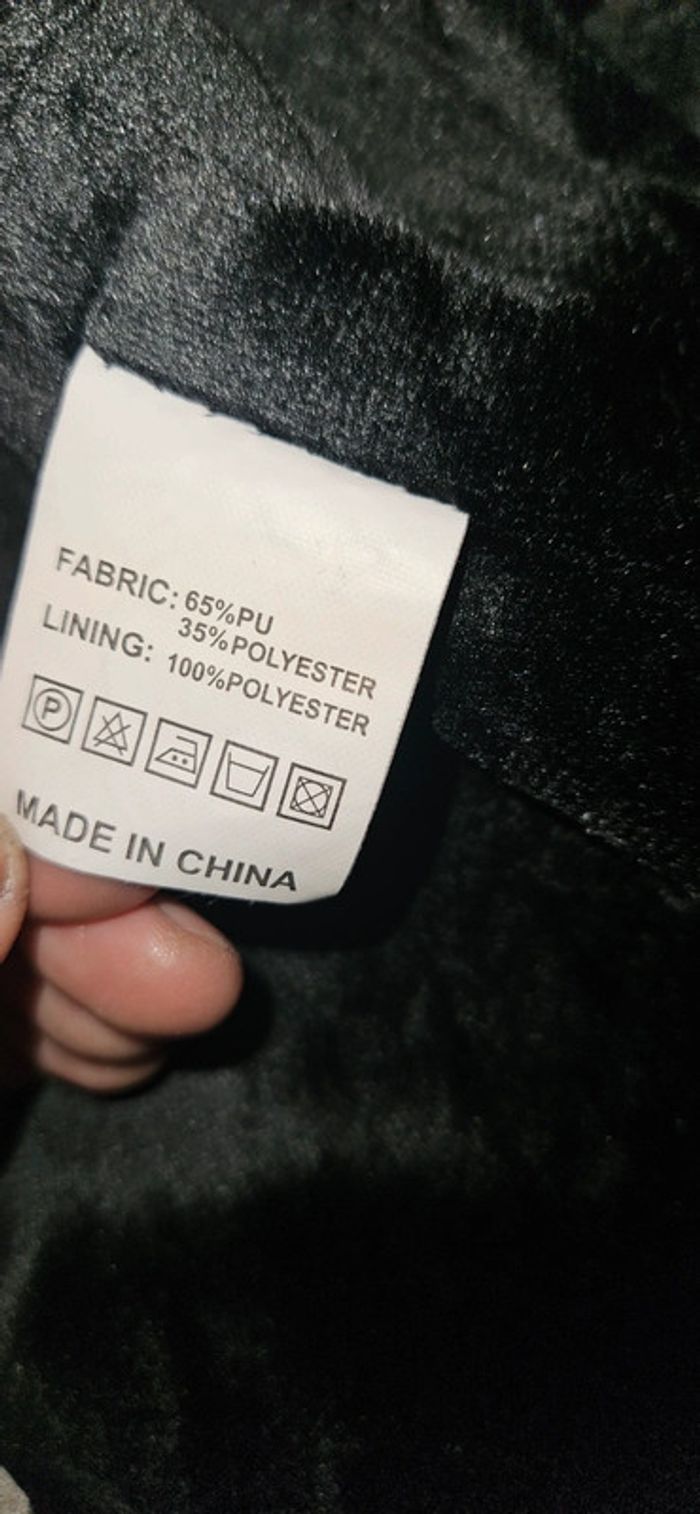 FABRIC: 65%PU
35%POLYESTER
LINING: 100%POLYESTER
P
MADE IN CHINA